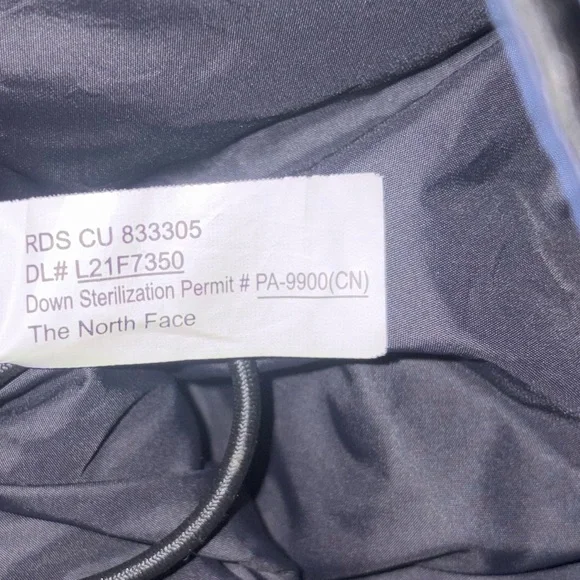 RDS CU 833305
DL# L21F7350
Down Sterilization Permit # PA-9900(CN)
The North Face